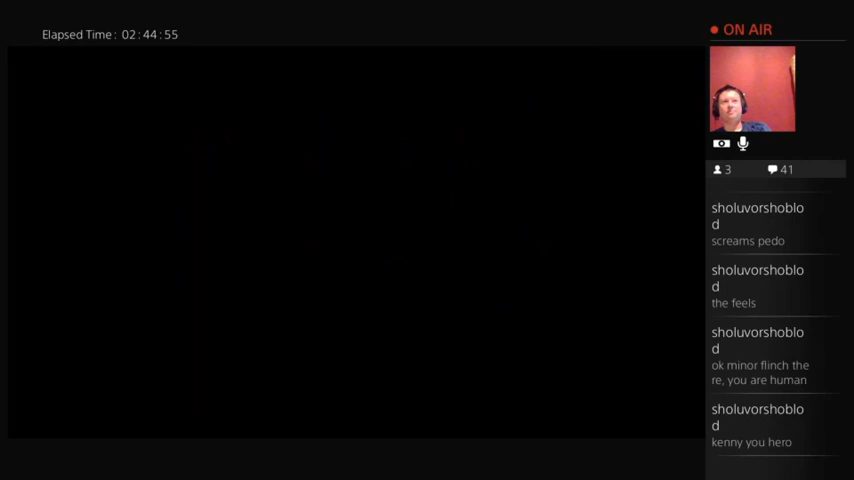 Elapsed Time: 02:44:55
ON AIR
3 41
sholuvorshoblo
d
screams pedo
sholuvorshoblo
d
the feels
sholuvorshoblo
d
ok minor flinch the
re, you are human
sholuvorshoblo
d
kenny you hero